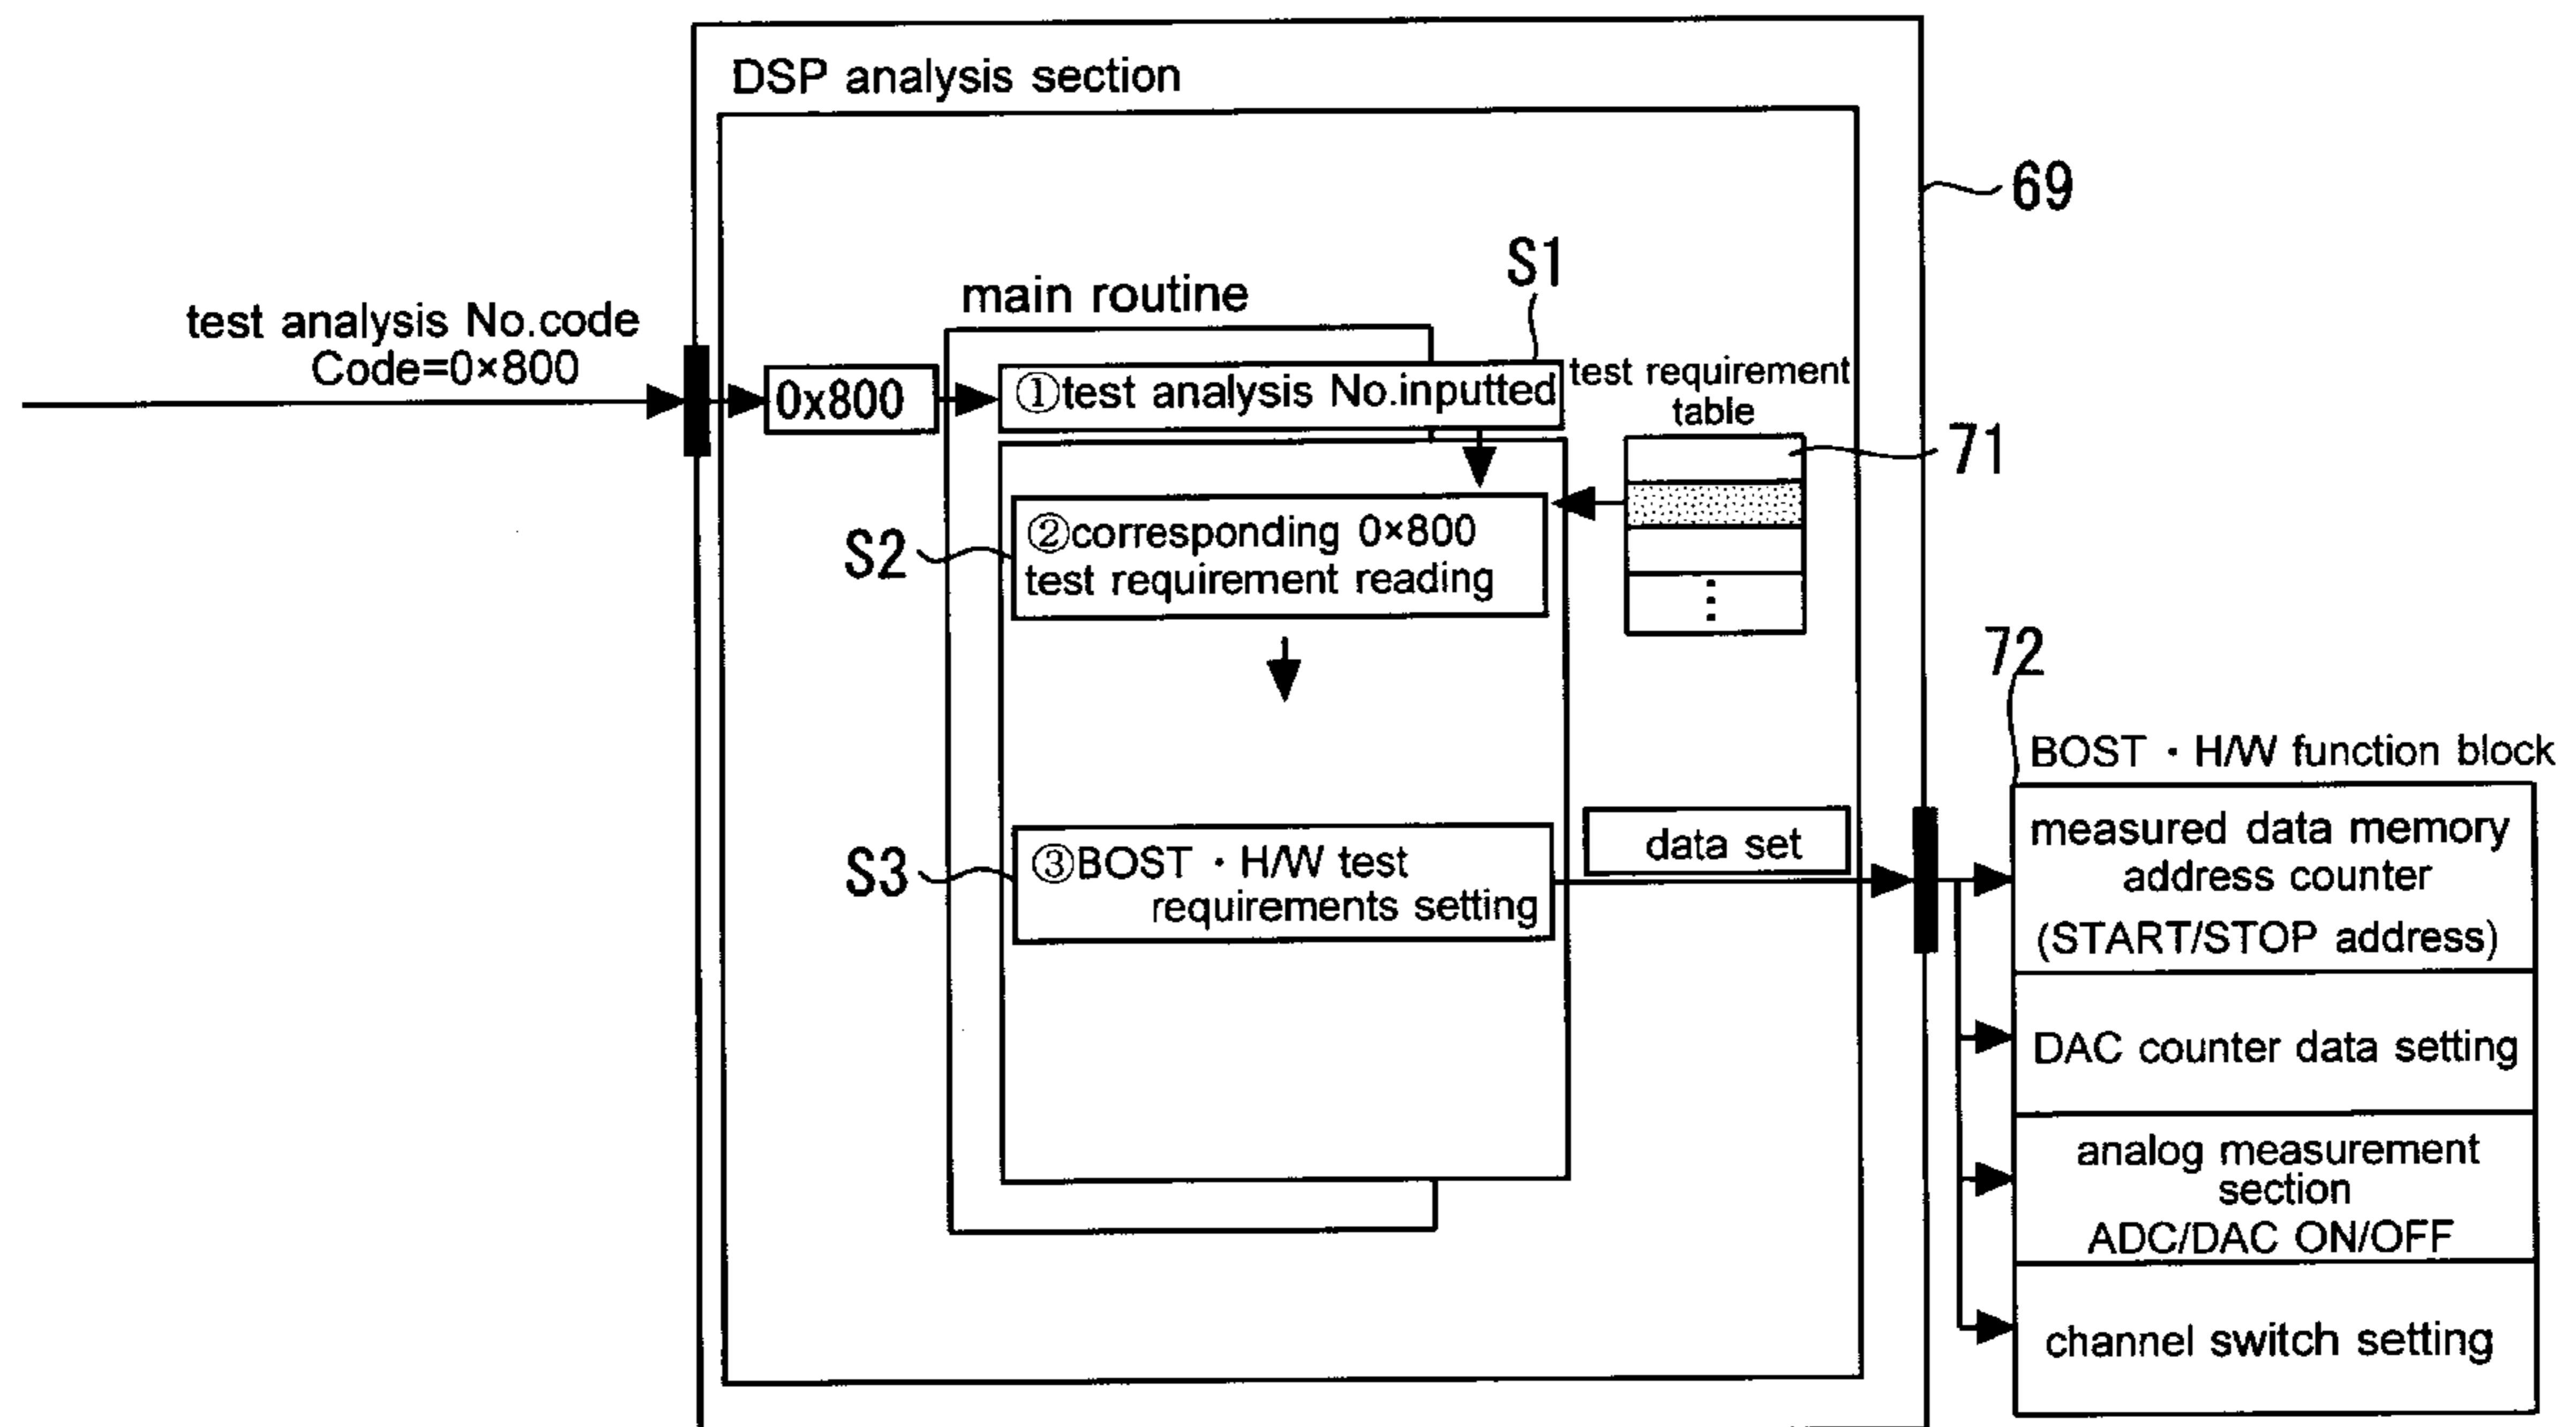 DSP analysis section
69
S1
main routine
test analysis No.code
Code=0×800
0x800
①test analysis No.inputted
test requirement
table
71
S2
②corresponding 0×800
test requirement reading
72
BOST・H/W function block
S3
③BOST・H/W test
requirements setting
data set
measured data memory
address counter
(START/STOP address)
DAC counter data setting
analog measurement
section
ADC/DAC ON/OFF
channel switch setting